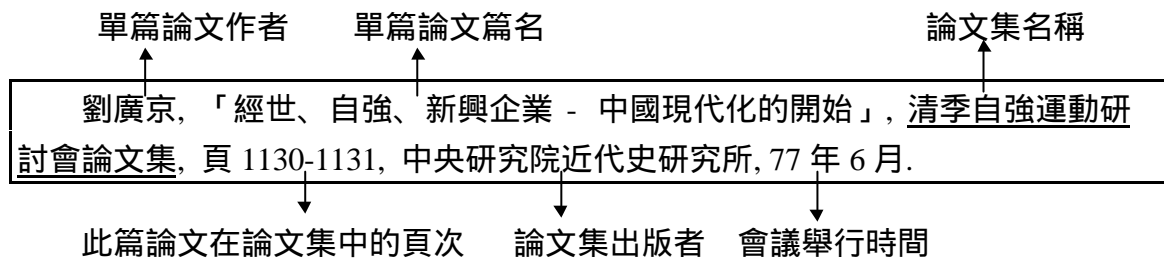 單篇論文作者 單篇論文篇名 論文集名稱
劉廣京, 「經世、自強、新興企業 - 中國現代化的開始」, 清季自強運動研
討會論文集, 頁 1130-1131, 中央研究院近代史研究所, 77 年 6 月.
此篇論文在論文集中的頁次 論文集出版者 會議舉行時間